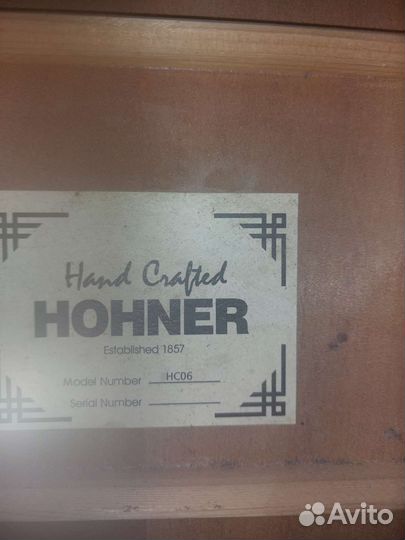 Hand Crafted
HOHNER
Established 1857
Model Number HC06
Serial Number
Avito